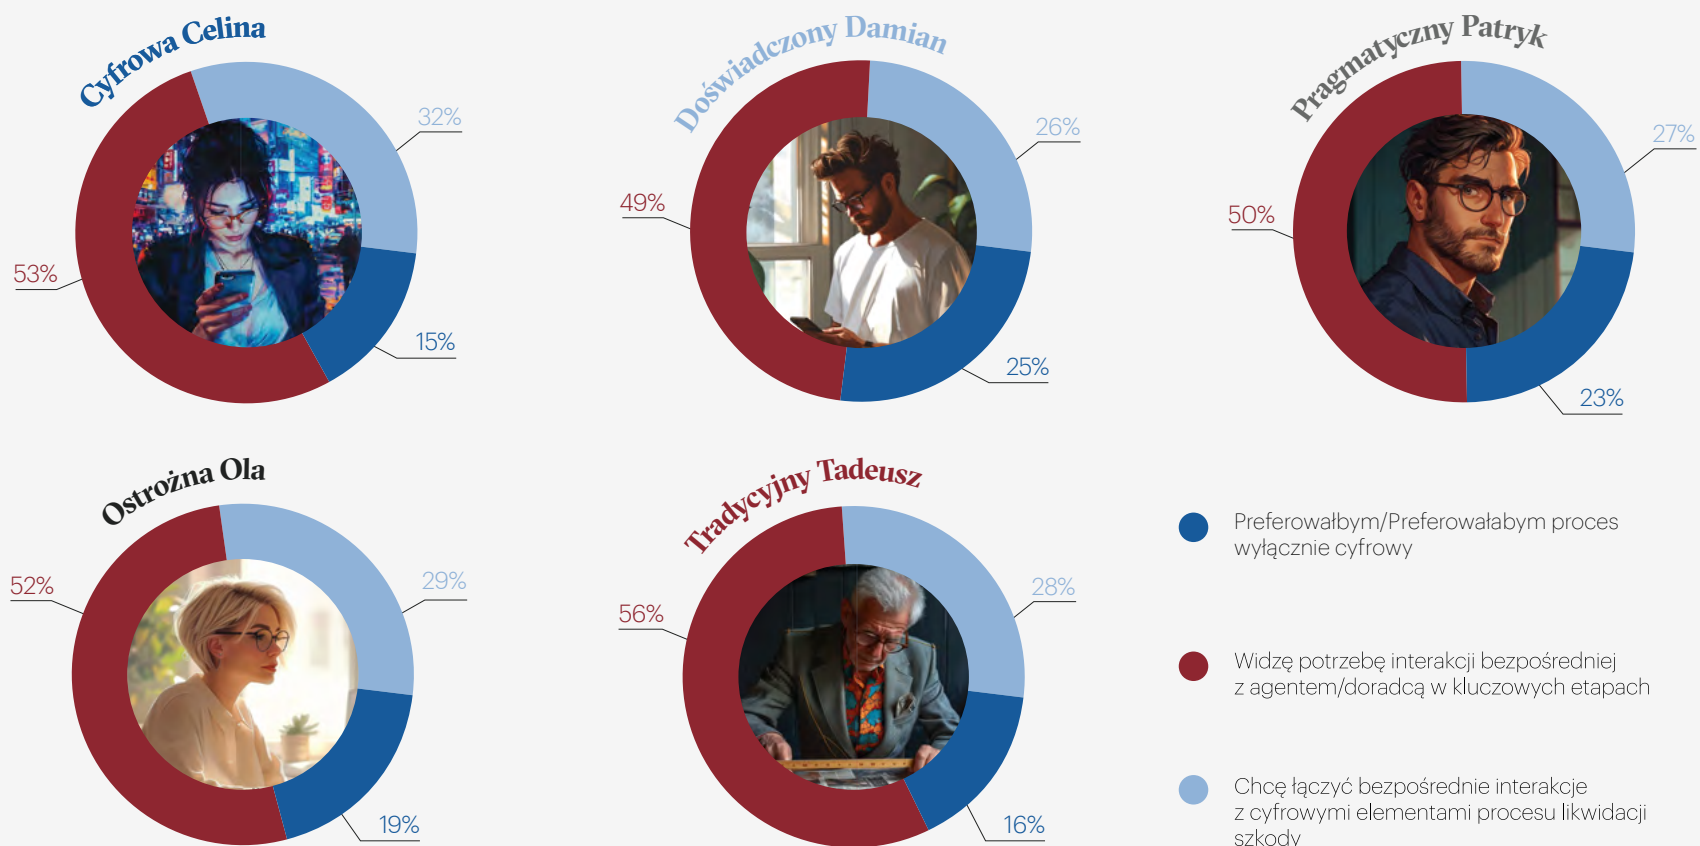 Cyfrowa Celina
32%
53%
15%
Doświadczony Damian
26%
49%
25%
Pragmatyczny Patryk
27%
50%
23%
Ostrożna Ola
52%
29%
19%
Tradycyjny Tadeusz
28%
56%
16%
Preferowałbym/Preferowałabym proces
wyłącznie cyfrowy
Widzę potrzebę interakcji bezpośredniej
z agentem/doradcą w kluczowych etapach
Chcę łączyć bezpośrednie interakcje
z cyfrowymi elementami procesu likwidacji
szkody